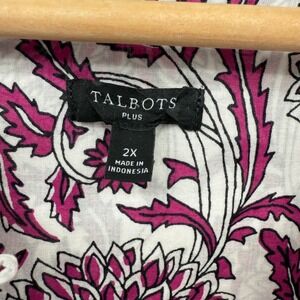 TALBOTS
PLUS
2X
MADE IN
INDONESIA